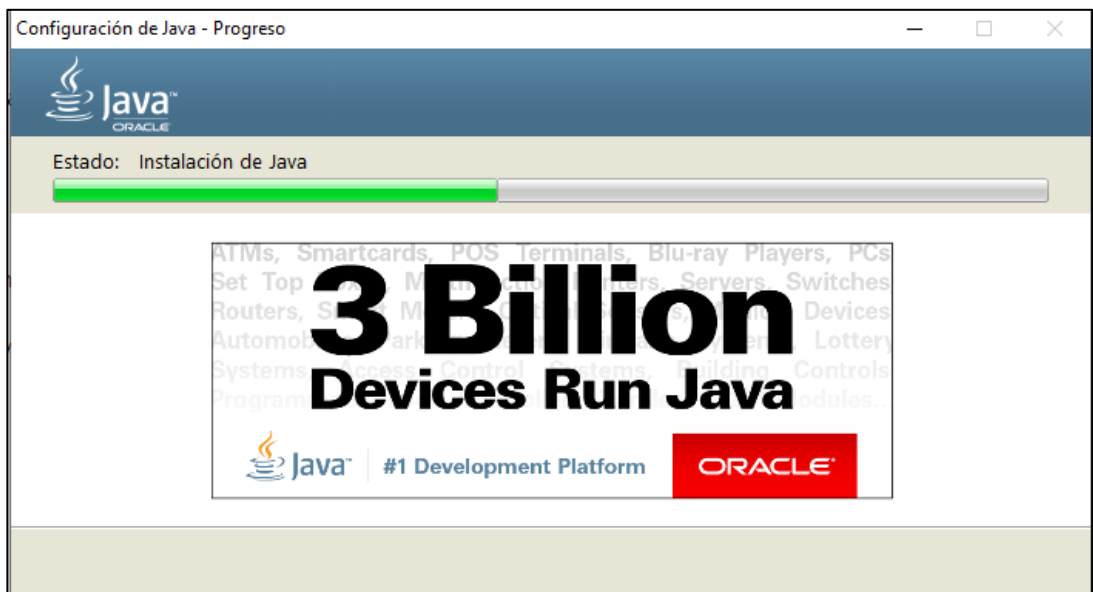 Configuración de Java - Progreso
Java™
ORACLE
Estado: Instalación de Java
ATMs, Smartcards, POS Terminals, Blu-ray Players, PCs
Set Top Servers, Switches
Routers, Devices
3 Billion
Lottery
Systems, Access Control Systems, Building Controls
Devices Run Java
Java™ #1 Development Platform ORACLE®